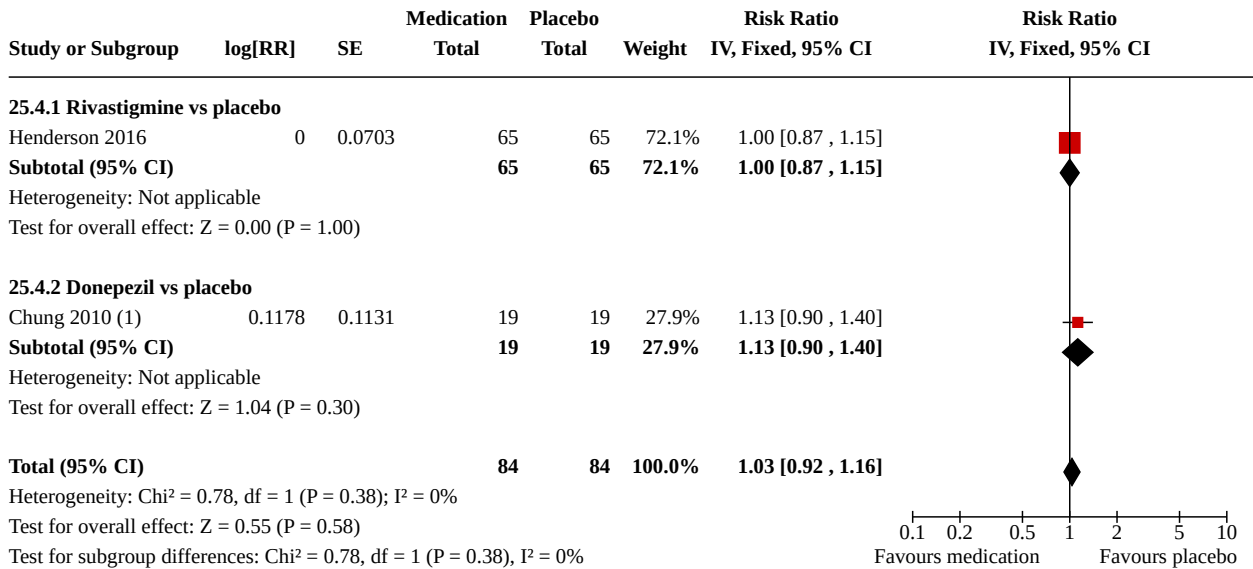 Medication Placebo Risk Ratio Risk Ratio
Study or Subgroup log[RR] SE Total Total Weight IV, Fixed, 95% CI IV, Fixed, 95% CI
25.4.1 Rivastigmine vs placebo
Henderson 2016 0 0.0703 65 65 72.1% 1.00 [0.87 , 1.15]
Subtotal (95% CI) 65 65 72.1% 1.00 [0.87 , 1.15]
Heterogeneity: Not applicable
Test for overall effect: Z = 0.00 (P = 1.00)
25.4.2 Donepezil vs placebo
Chung 2010 (1) 0.1178 0.1131 19 19 27.9% 1.13 [0.90 , 1.40]
Subtotal (95% CI) 19 19 27.9% 1.13 [0.90 , 1.40]
Heterogeneity: Not applicable
Test for overall effect: Z = 1.04 (P = 0.30)
Total (95% CI) 84 84 100.0% 1.03 [0.92 , 1.16]
Heterogeneity: Chi² = 0.78, df = 1 (P = 0.38); I² = 0%
Test for overall effect: Z = 0.55 (P = 0.58)
0.1 0.2 0.5 1 2 5 10
Test for subgroup differences: Chi² = 0.78, df = 1 (P = 0.38), I² = 0%
Favours medication Favours placebo